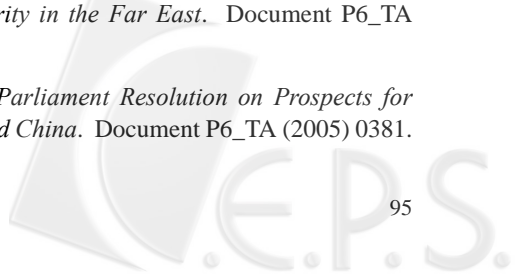 rity in the Far East. Document P6_TA
Parliament Resolution on Prospects for
d China. Document P6_TA (2005) 0381.
95
C.E.P.S.